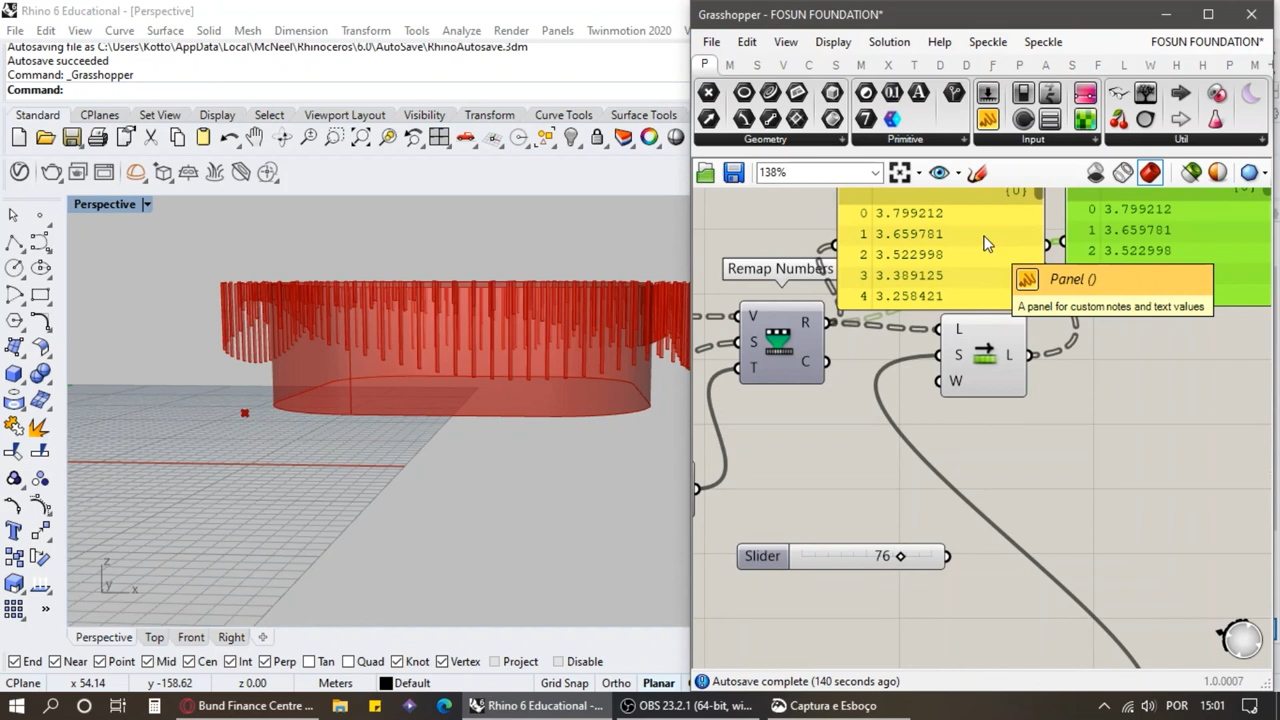 Rhino 6 Educational - [Perspective]
File Edit View Curve Surface Solid Mesh Dimension Transform Tools Analyze Render Panels Twinmotion 2020
Autosaving file as C:\Users\Kotto\AppData\Local\McNeel\Rhinoceros\6.0\AutoSave\RhinoAutosave.3dm
Autosave succeeded
Command: _Grasshopper
Command:
Standard CPlanes Set View Display Select Viewport Layout Visibility Transform Curve Tools Surface Tools
Perspective
z
y x
Perspective Top Front Right
End Near Point Mid Cen Int Perp Tan Quad Knot Vertex Project Disable
CPlane x 54.14 y -158.62 z 0.00 Meters Default Grid Snap Ortho Planar
Grasshopper - FOSUN FOUNDATION*
File Edit View Display Solution Help Speckle Speckle FOSUN FOUNDATION*
P M S V C S M X T D D F P A S L W R H P M
Geometry Primitive Input Util
138%
{0}
0 3.799212
1 3.659781
2 3.522998
3 3.389125
4 3.258421
{0}
0 3.799212
1 3.659781
2 3.522998
Panel ()
A panel for custom notes and text values
Remap Numbers
V R
S
T C
L
S L
W
Slider 76
Autosave complete (140 seconds ago)
1.0.0007
Bund Finance Centre ... Rhino 6 Educational -... OBS 23.2.1 (64-bit, w... Captura e Esboço POR 15:01